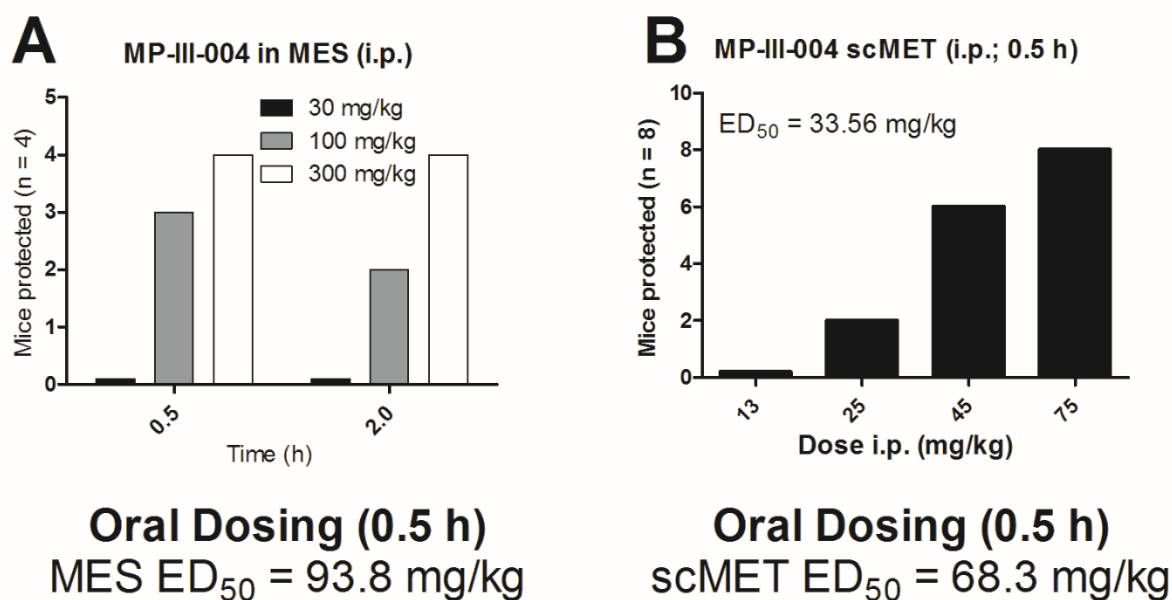 A
MP-III-004 in MES (i.p.)
Mice protected (n = 4)
5
4
3
2
1
0
30 mg/kg
100 mg/kg
300 mg/kg
0.5
2.0
Time (h)
B
MP-III-004 scMET (i.p.; 0.5 h)
Mice protected (n = 8)
10
8
6
4
2
0
ED₅₀ = 33.56 mg/kg
13
25
45
75
Dose i.p. (mg/kg)
Oral Dosing (0.5 h)
MES ED₅₀ = 93.8 mg/kg
Oral Dosing (0.5 h)
scMET ED₅₀ = 68.3 mg/kg